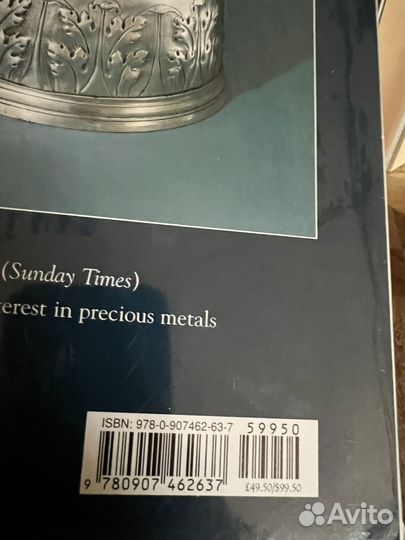 (Sunday Times)
terest in precious metals
ISBN: 978-0-907462-63-7
59950
9 780907 462637
£49.50/$99.50
Avito